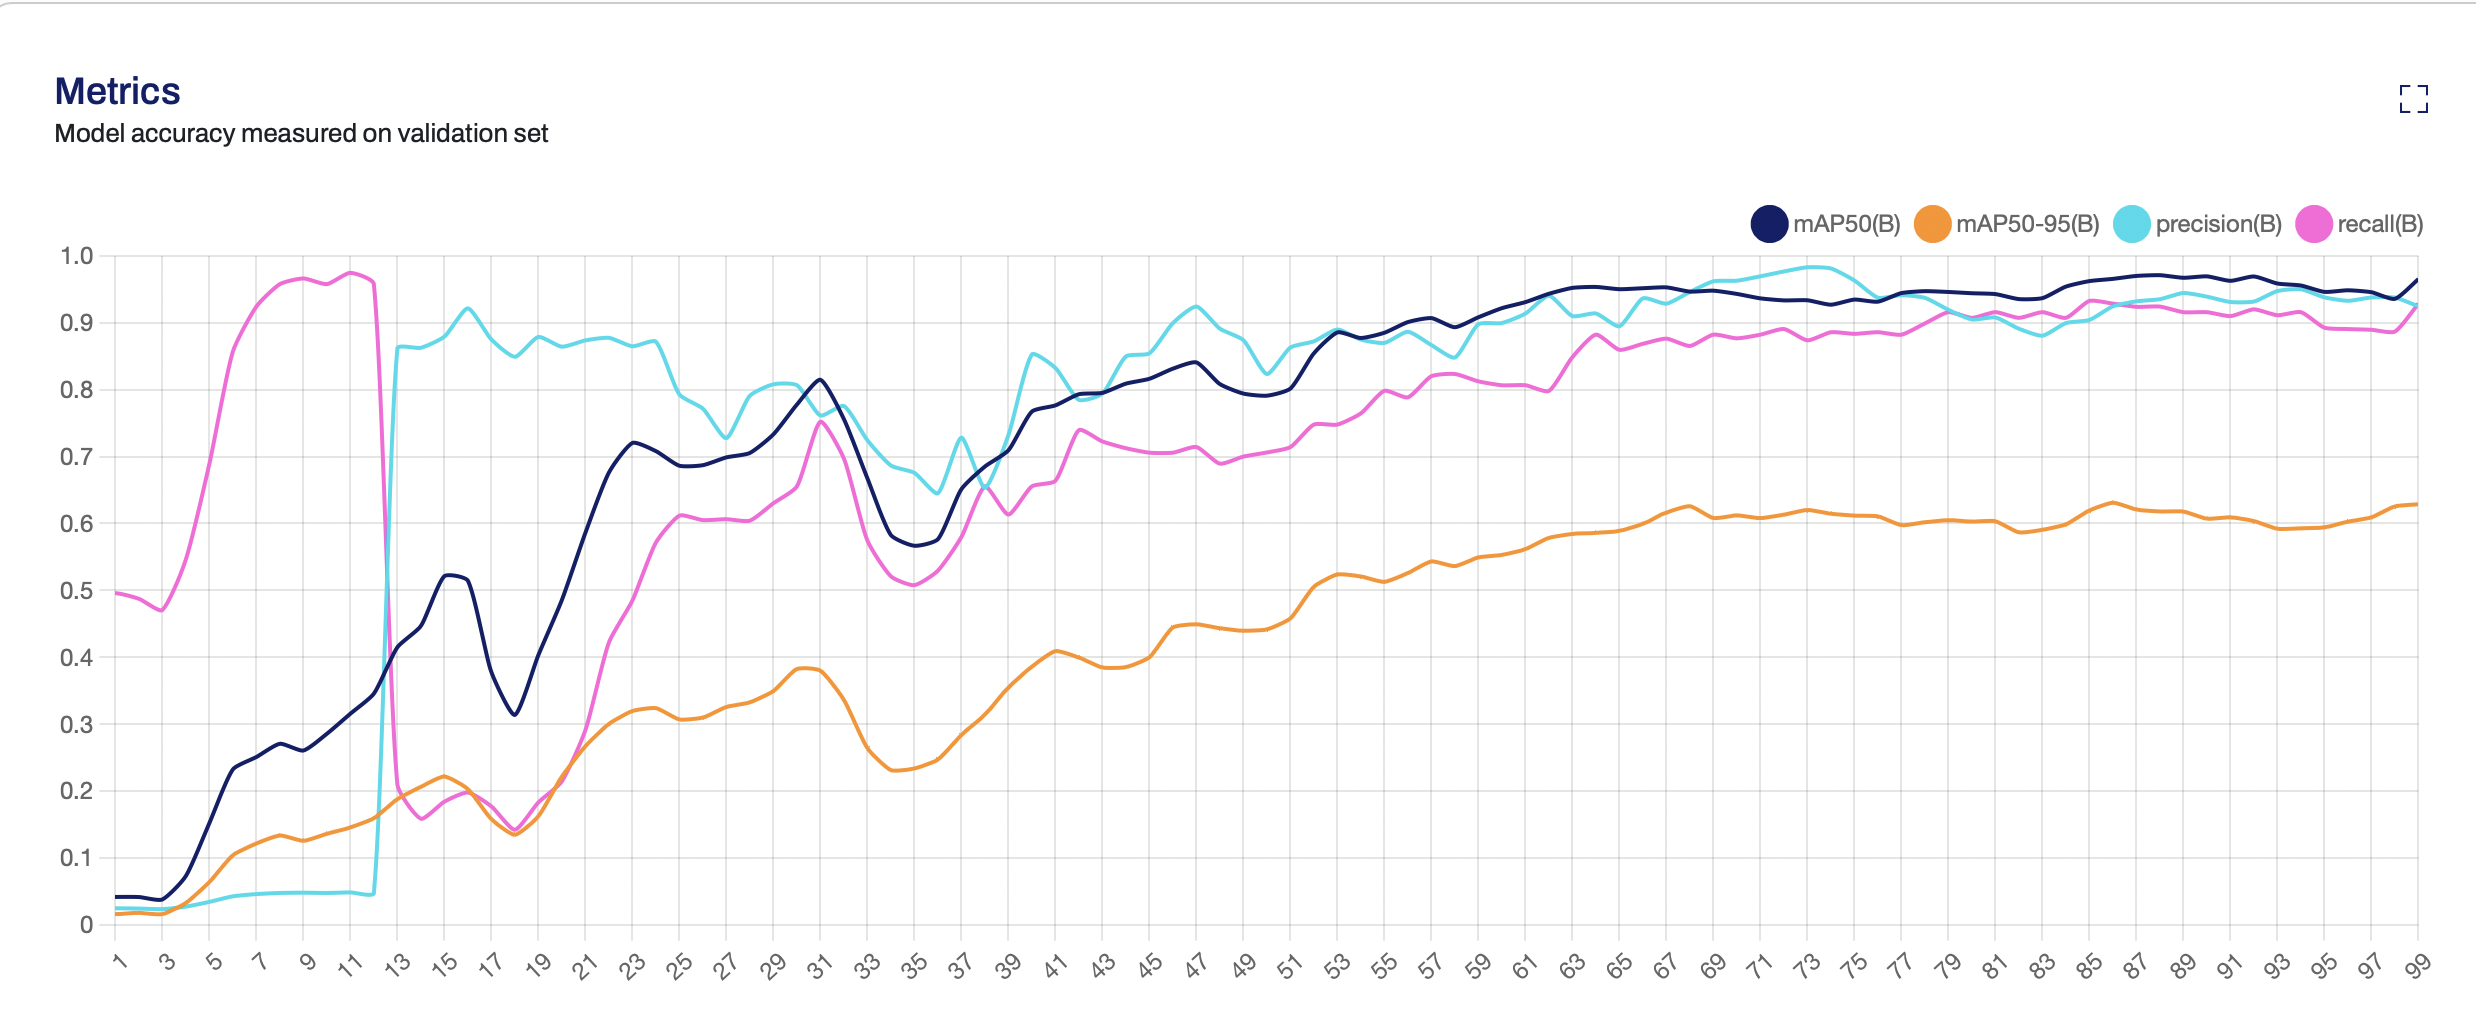 Metrics
Model accuracy measured on validation set
mAP50(B) mAP50-95(B) precision(B) recall(B)
1.0
0.9
0.8
0.7
0.6
0.5
0.4
0.3
0.2
0.1
0
1 3 5 7 9 11 13 15 17 19 21 23 25 27 29 31 33 35 37 39 41 43 45 47 49 51 53 55 57 59 61 63 65 67 69 71 73 75 77 79 81 83 85 87 89 91 93 95 97 99